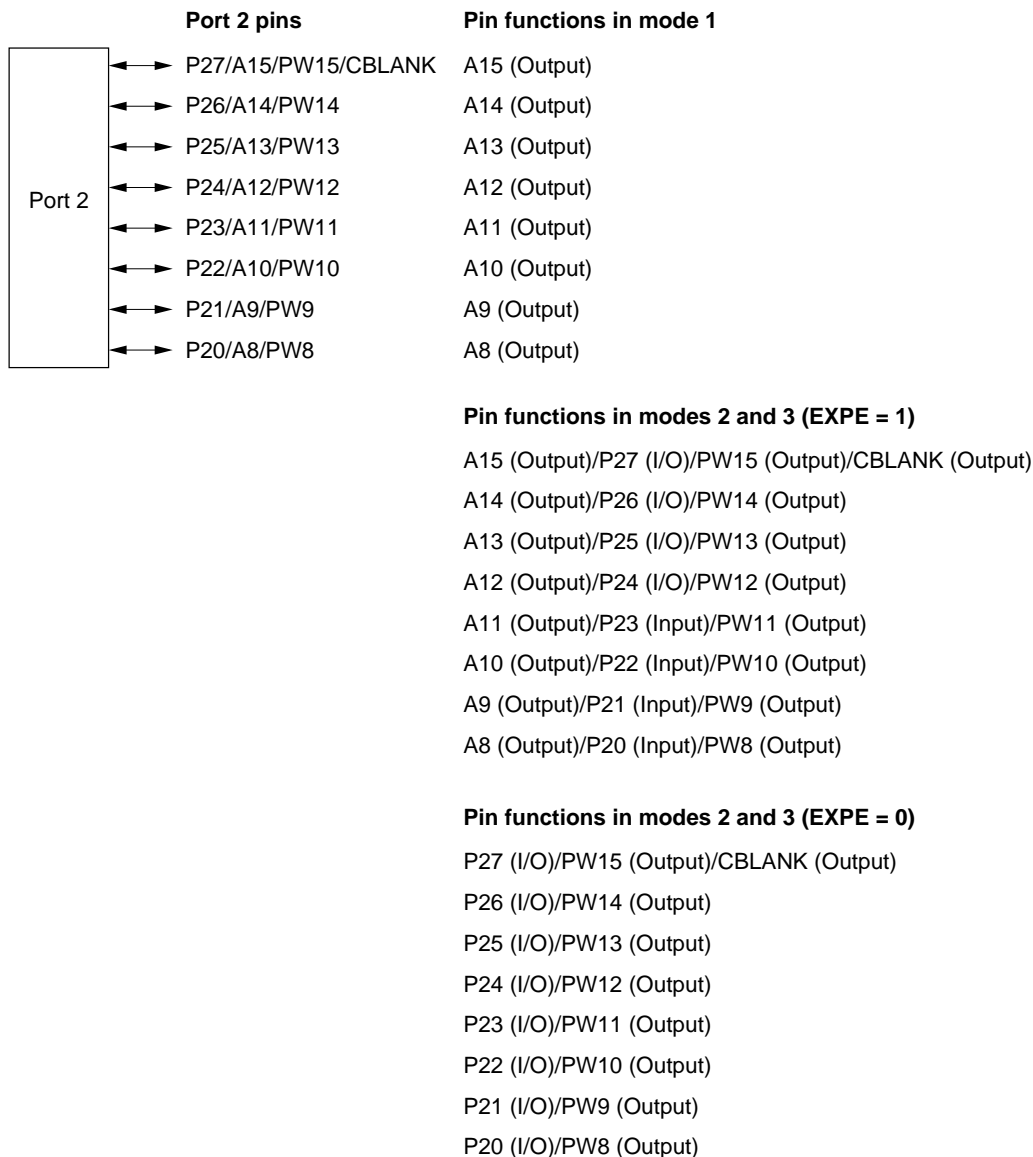 Port 2 pins Pin functions in mode 1
P27/A15/PW15/CBLANK A15 (Output)
P26/A14/PW14 A14 (Output)
P25/A13/PW13 A13 (Output)
P24/A12/PW12 A12 (Output)
Port 2
P23/A11/PW11 A11 (Output)
P22/A10/PW10 A10 (Output)
P21/A9/PW9 A9 (Output)
P20/A8/PW8 A8 (Output)
Pin functions in modes 2 and 3 (EXPE = 1)
A15 (Output)/P27 (I/O)/PW15 (Output)/CBLANK (Output)
A14 (Output)/P26 (I/O)/PW14 (Output)
A13 (Output)/P25 (I/O)/PW13 (Output)
A12 (Output)/P24 (I/O)/PW12 (Output)
A11 (Output)/P23 (Input)/PW11 (Output)
A10 (Output)/P22 (Input)/PW10 (Output)
A9 (Output)/P21 (Input)/PW9 (Output)
A8 (Output)/P20 (Input)/PW8 (Output)
Pin functions in modes 2 and 3 (EXPE = 0)
P27 (I/O)/PW15 (Output)/CBLANK (Output)
P26 (I/O)/PW14 (Output)
P25 (I/O)/PW13 (Output)
P24 (I/O)/PW12 (Output)
P23 (I/O)/PW11 (Output)
P22 (I/O)/PW10 (Output)
P21 (I/O)/PW9 (Output)
P20 (I/O)/PW8 (Output)